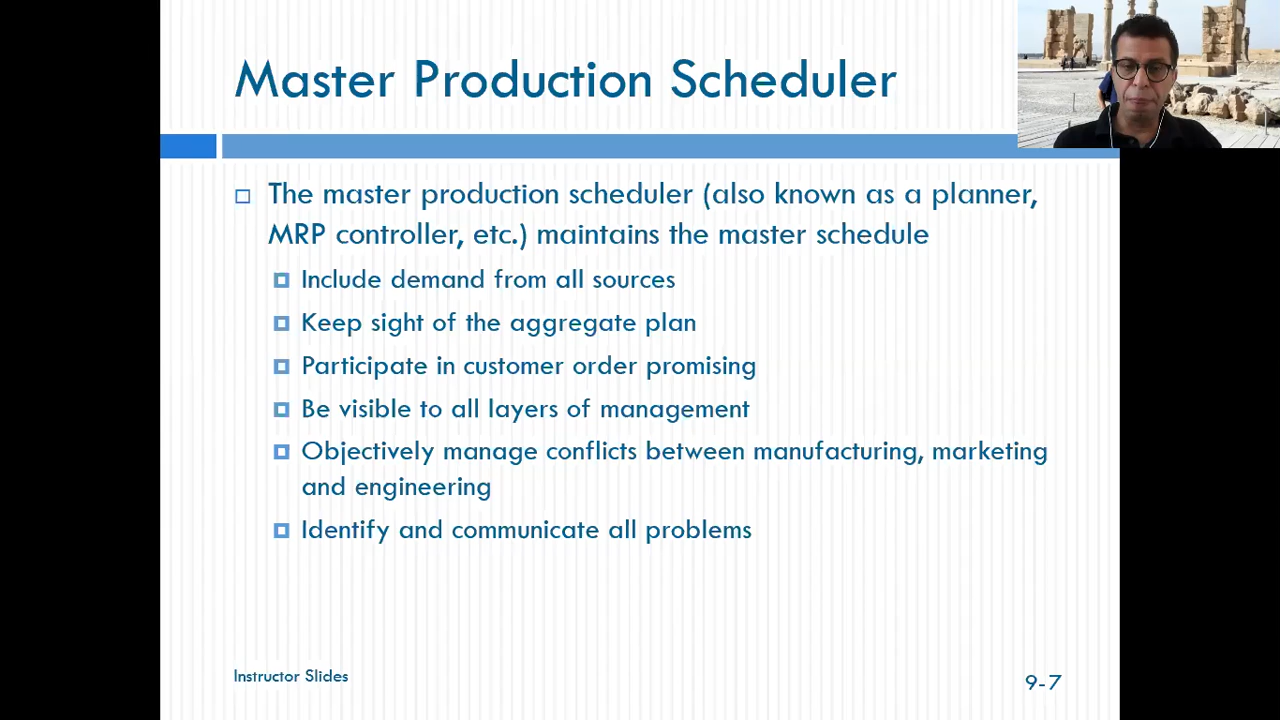 Master Production Scheduler
The master production scheduler (also known as a planner,
MRP controller, etc.) maintains the master schedule
Include demand from all sources
Keep sight of the aggregate plan
Participate in customer order promising
Be visible to all layers of management
Objectively manage conflicts between manufacturing, marketing
and engineering
Identify and communicate all problems
Instructor Slides
9-7